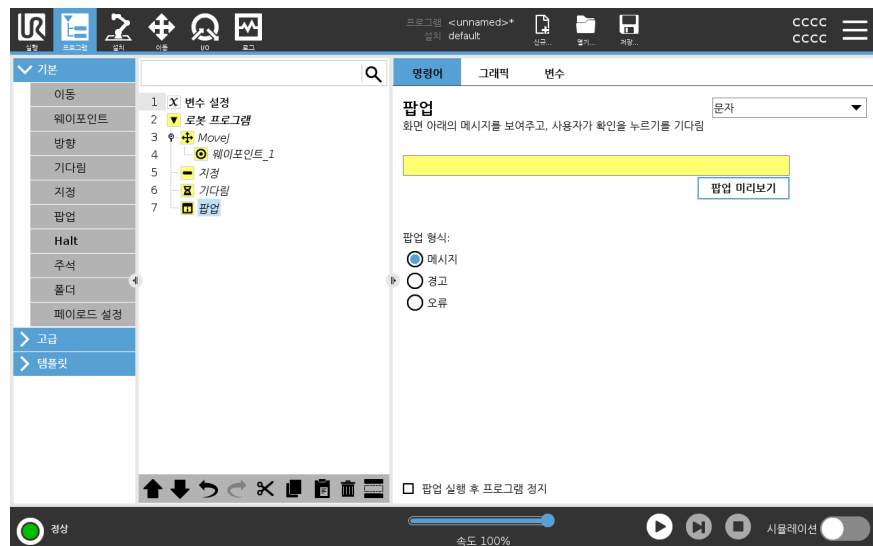 프로그램 <unnamed>*
설치 default
실행 프로그램 설치 이동 I/O 로그
신규... 열기... 저장...
cccc
cccc
기본
이동
웨이포인트
방향
기다림
지정
팝업
Halt
주석
폴더
페이로드 설정
고급
템플릿
1 X 변수 설정
2 로봇 프로그램
3 MoveJ
4 웨이포인트_1
5 지정
6 기다림
7 팝업
명령어 그래픽 변수
팝업
문자
화면 아래의 메시지를 보여주고, 사용자가 확인을 누르기를 기다림
팝업 미리보기
팝업 형식:
메시지
경고
오류
팝업 실행 후 프로그램 정지
정상
속도 100%
시뮬레이션